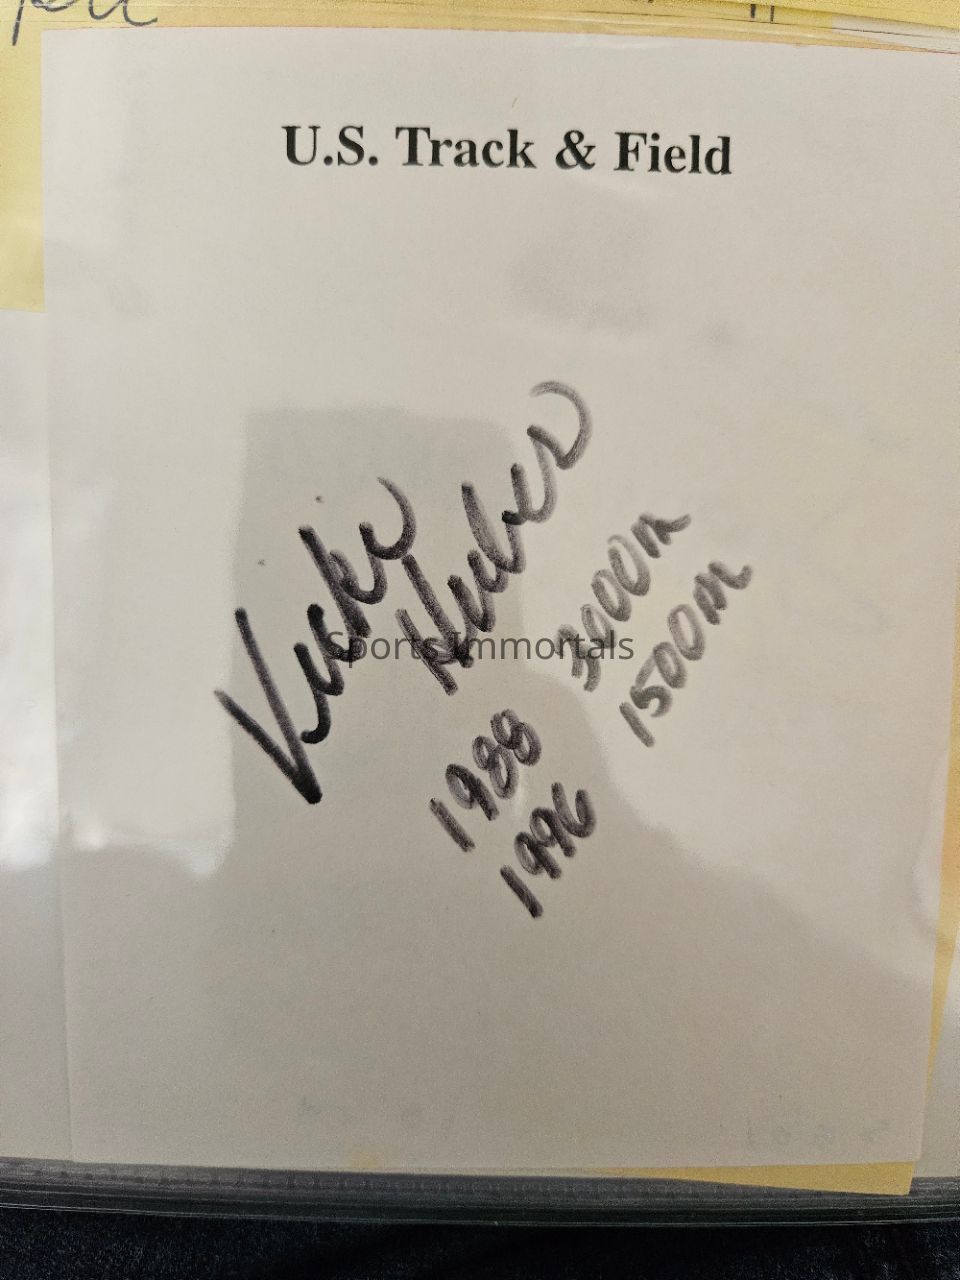 U.S. Track & Field
Vicki
Huber
1988 3000m
1996 1500m
Sports Immortals